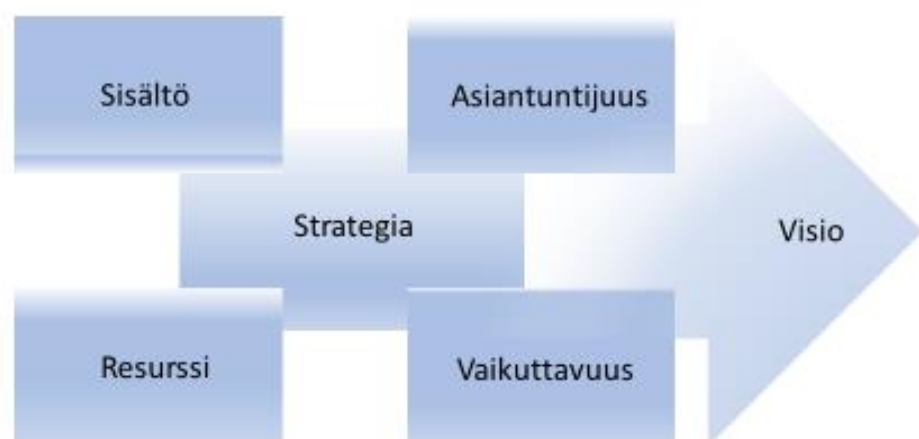 Sisältö
Asiantuntijuus
Strategia
Visio
Resurssi
Vaikuttavuus